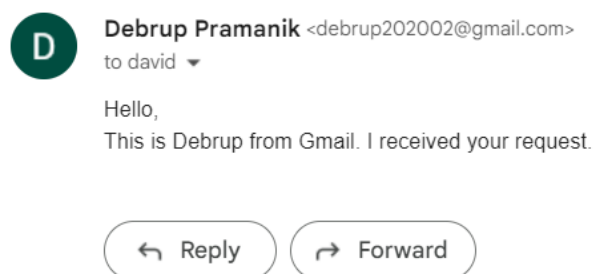 D
Debrup Pramanik <debrup202002@gmail.com>
to david
Hello,
This is Debrup from Gmail. I received your request.
Reply Forward